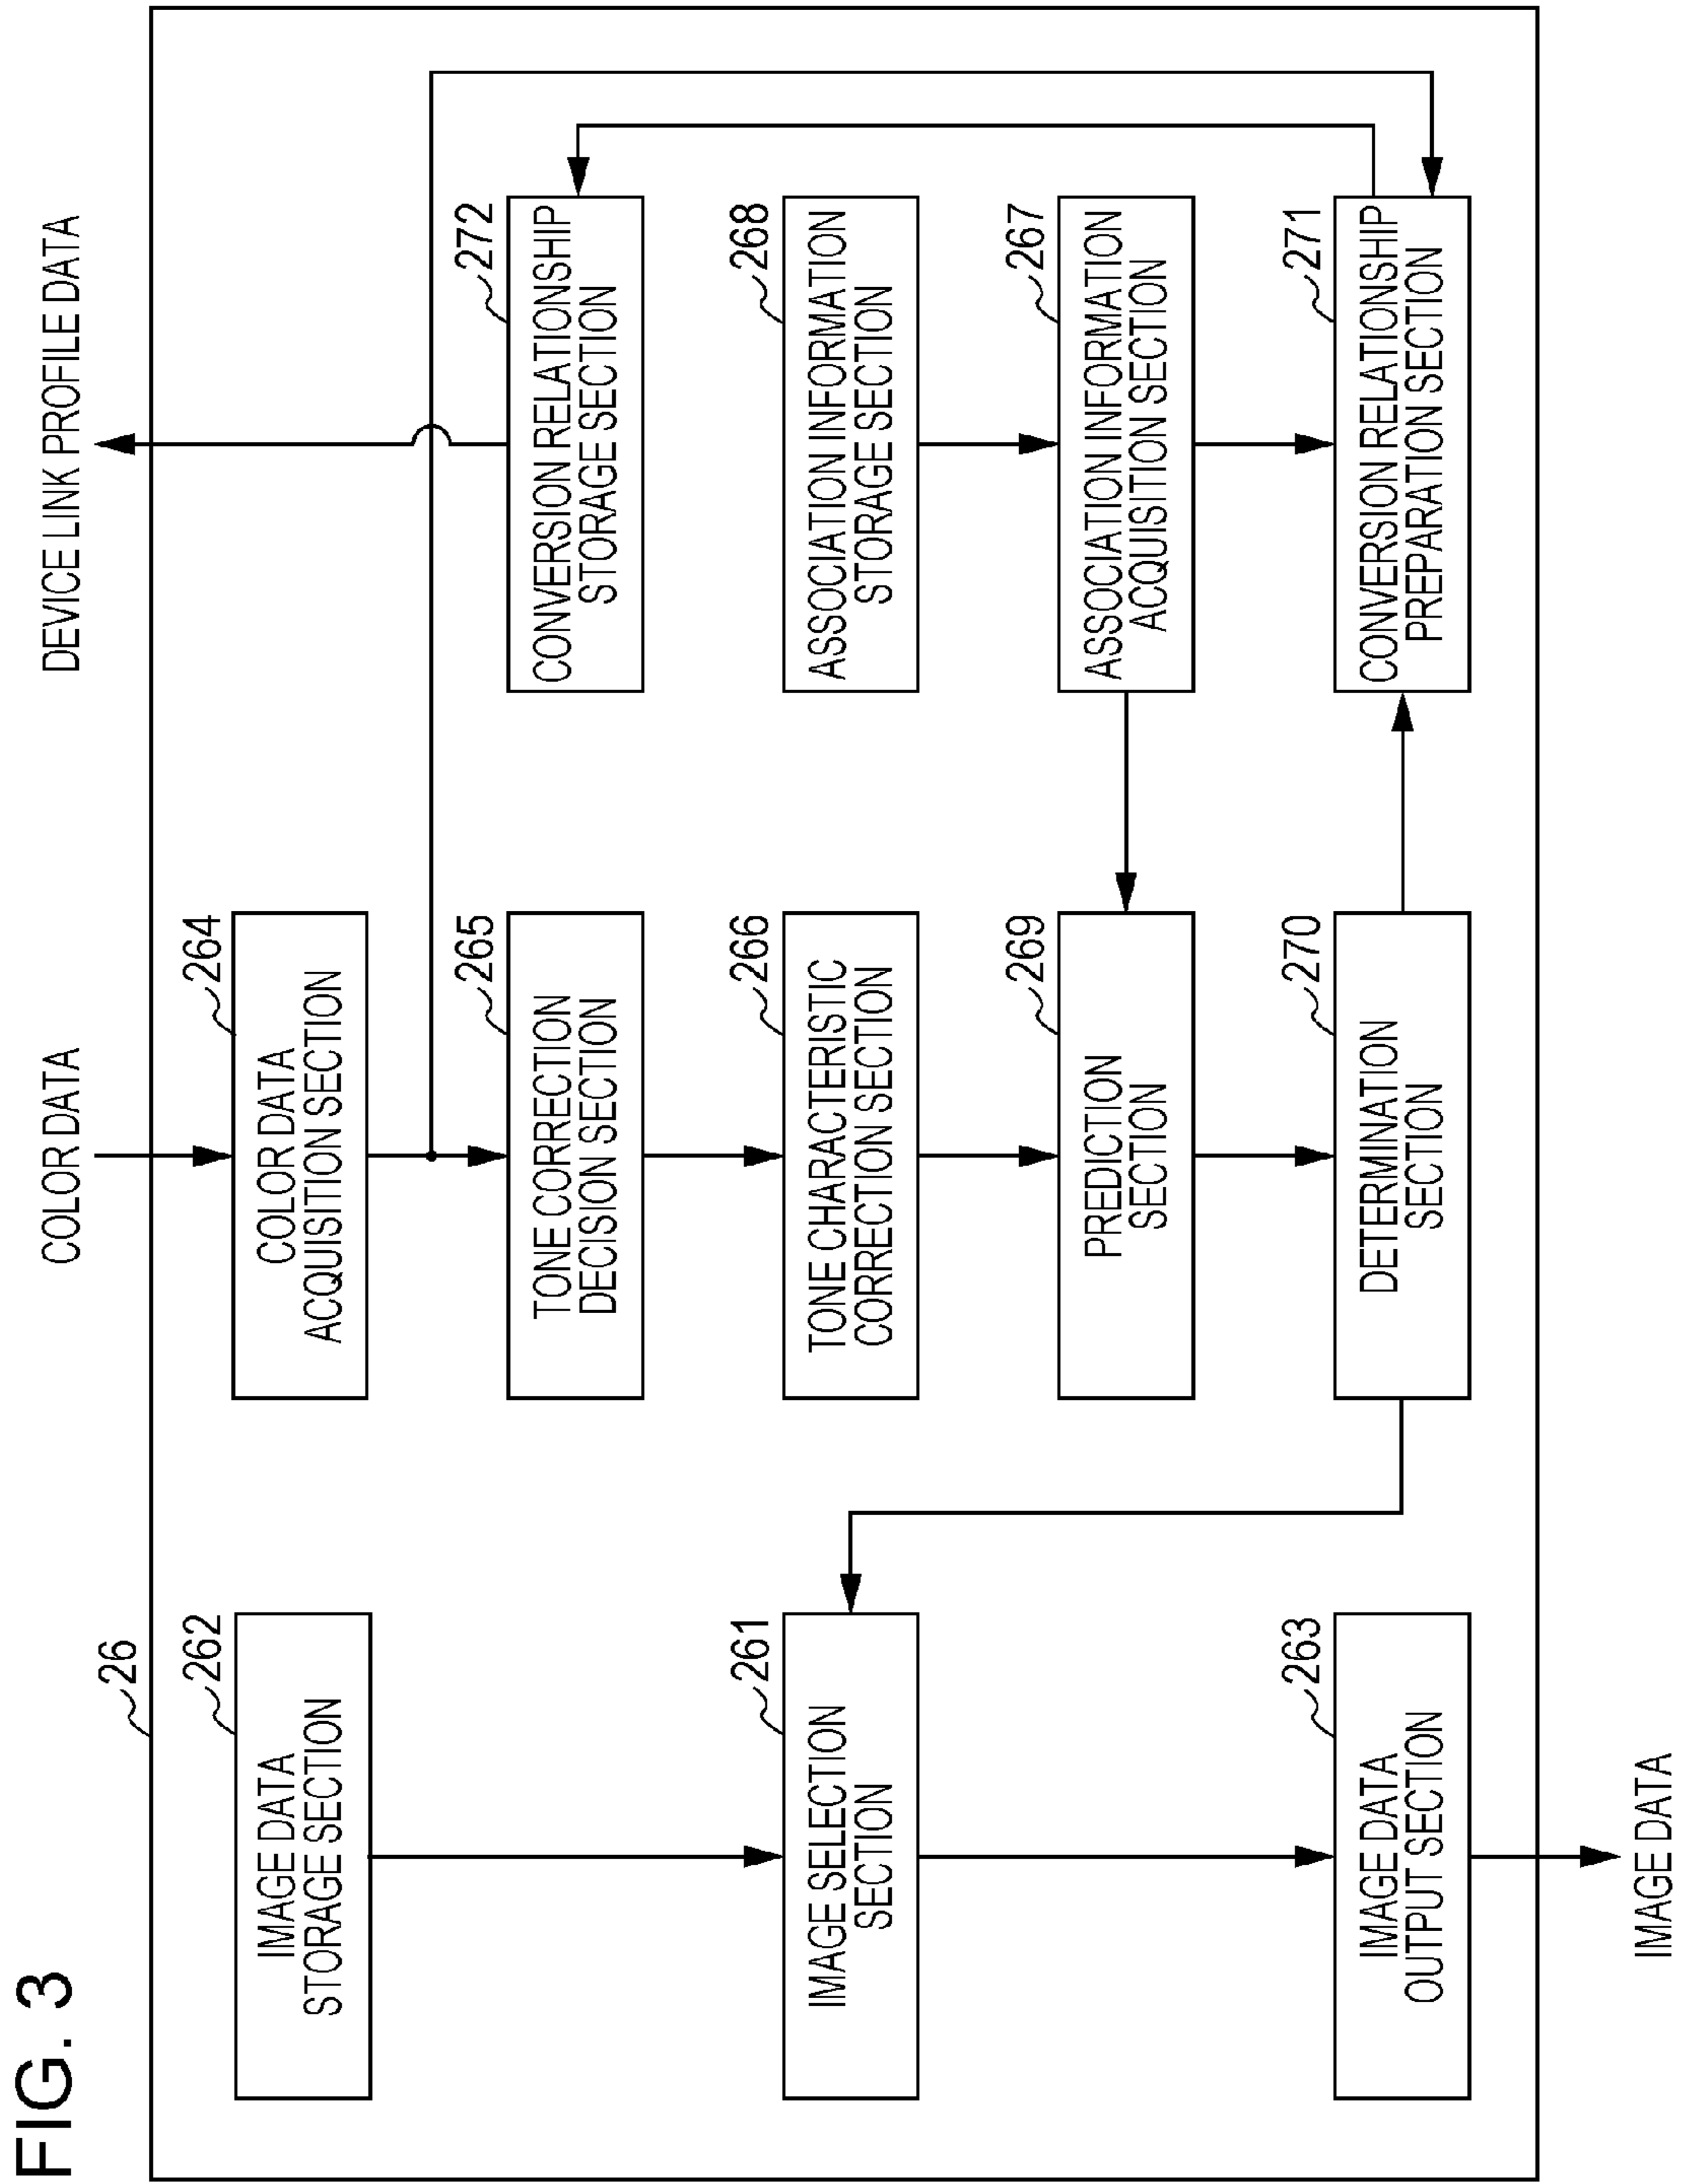 FIG. 3
COLOR DATA
DEVICE LINK PROFILE DATA
26
262
IMAGE DATA
STORAGE SECTION
264
COLOR DATA
ACQUISITION SECTION
265
TONE CORRECTION
DECISION SECTION
272
CONVERSION RELATIONSHIP
STORAGE SECTION
261
IMAGE SELECTION
SECTION
266
TONE CHARACTERISTIC
CORRECTION SECTION
268
ASSOCIATION INFORMATION
STORAGE SECTION
269
PREDICTION
SECTION
267
ASSOCIATION INFORMATION
ACQUISITION SECTION
263
IMAGE DATA
OUTPUT SECTION
270
DETERMINATION
SECTION
271
CONVERSION RELATIONSHIP
PREPARATION SECTION
IMAGE DATA